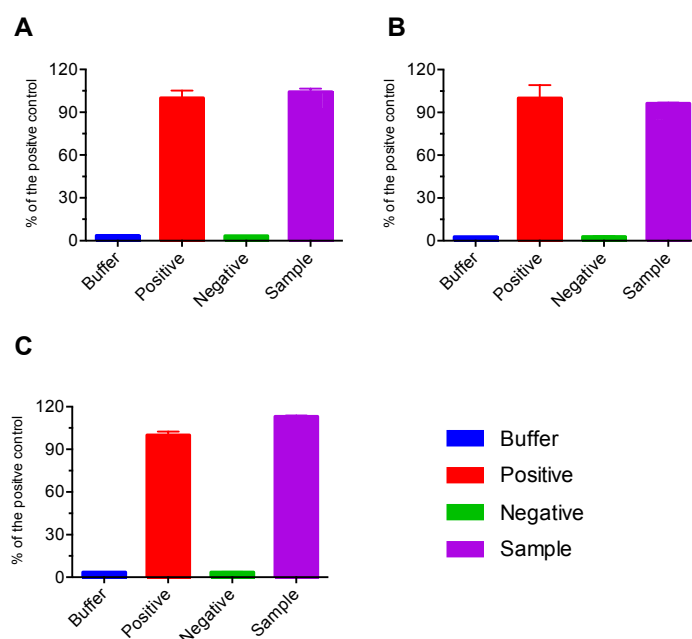 A
% of the positve control
120
90
60
30
0
Buffer
Positive
Negative
Sample
B
% of the positve control
120
90
60
30
0
Buffer
Positive
Negative
Sample
C
% of the positve control
120
90
60
30
0
Buffer
Positive
Negative
Sample
Buffer
Positive
Negative
Sample